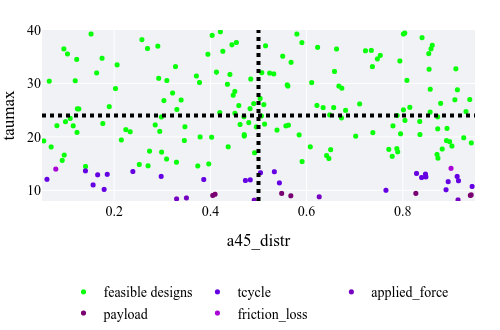 40
30
20
10
taumax
0.2 0.4 0.6 0.8
a45_distr
feasible designs tcycle applied_force
payload friction_loss